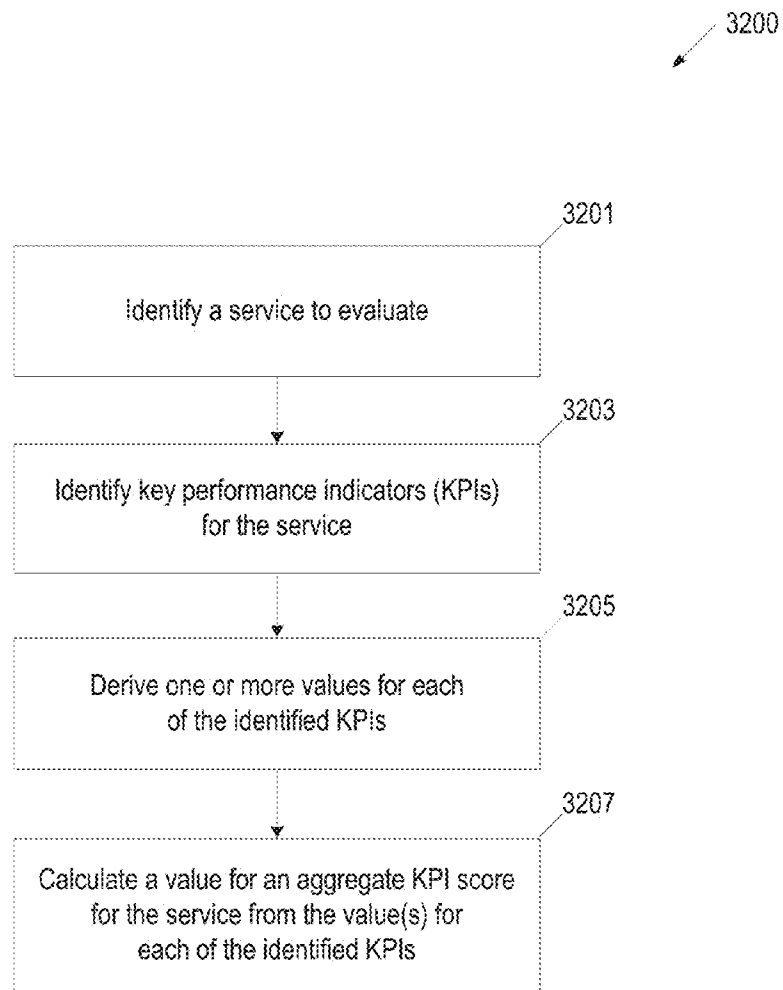 3200
3201
Identify a service to evaluate
3203
Identify key performance indicators (KPIs)
for the service
3205
Derive one or more values for each
of the identified KPIs
3207
Calculate a value for an aggregate KPI score
for the service from the value(s) for
each of the identified KPIs